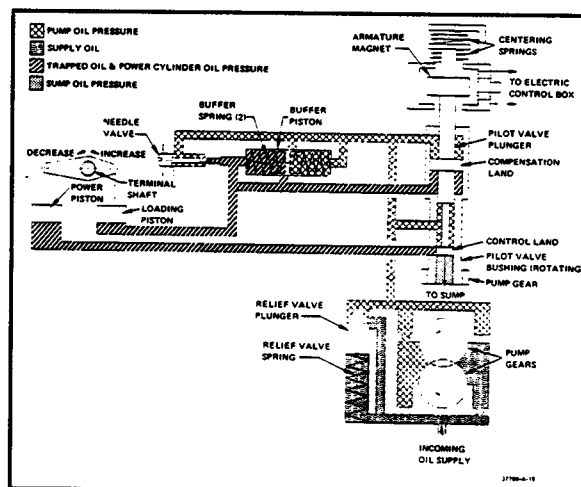 PUMP OIL PRESSURE
SUPPLY OIL
TRAPPED OIL & POWER CYLINDER OIL PRESSURE
SUMP OIL PRESSURE
ARMATURE
MAGNET
CENTERING
SPRINGS
TO ELECTRIC
CONTROL BOX
BUFFER
SPRING (2)
BUFFER
PISTON
NEEDLE
VALVE
PILOT VALVE
PLUNGER
COMPENSATION
LAND
DECREASE
INCREASE
POWER
PISTON
TERMINAL
SHAFT
LOADING
PISTON
CONTROL LAND
PILOT VALVE
BUSHING (ROTATING)
PUMP GEAR
TO SUMP
RELIEF VALVE
PLUNGER
RELIEF VALVE
SPRING
PUMP
GEARS
INCOMING
OIL SUPPLY